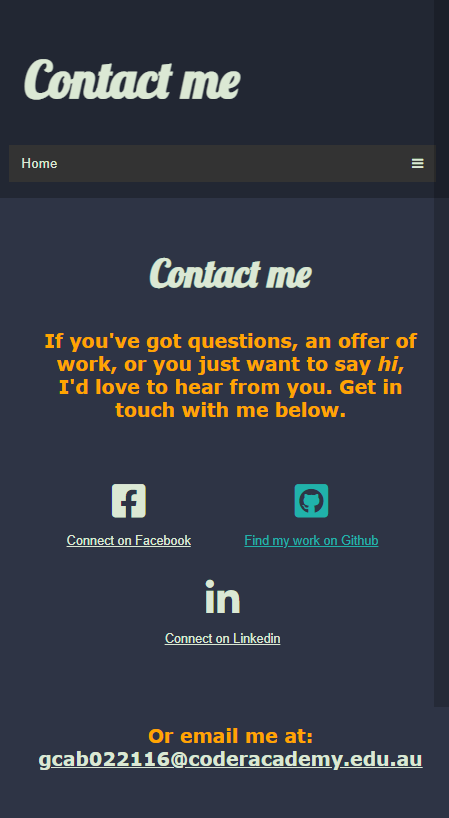 Contact me
Home
Contact me
If you've got questions, an offer of
work, or you just want to say hi,
I'd love to hear from you. Get in
touch with me below.
Connect on Facebook
Find my work on Github
in
Connect on Linkedin
Or email me at:
gcab022116@coderacademy.edu.au